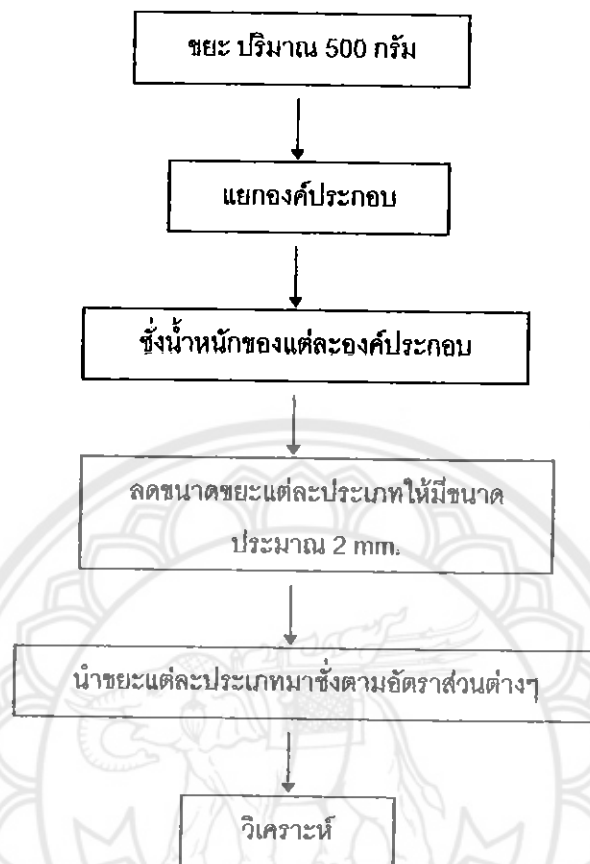 ขยะ ปริมาณ 500 กรัม
แยกองค์ประกอบ
ชั่งน้ำหนักของแต่ละองค์ประกอบ
ลดขนาดขยะแต่ละประเภทให้มีขนาด
ประมาณ 2 mm.
นำขยะแต่ละประเภทมาชั่งตามอัตราส่วนต่างๆ
วิเคราะห์